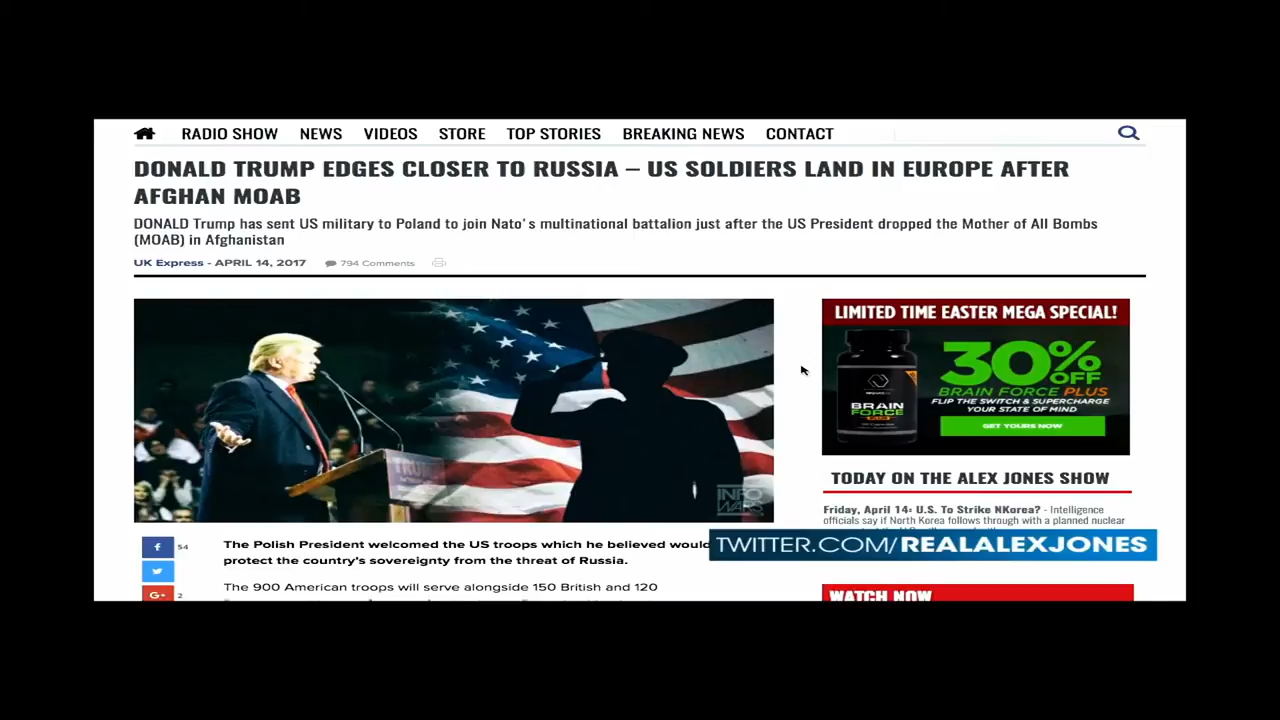 RADIO SHOW NEWS VIDEOS STORE TOP STORIES BREAKING NEWS CONTACT
DONALD TRUMP EDGES CLOSER TO RUSSIA – US SOLDIERS LAND IN EUROPE AFTER
AFGHAN MOAB
DONALD Trump has sent US military to Poland to join Nato's multinational battalion just after the US President dropped the Mother of All Bombs
(MOAB) in Afghanistan
UK Express - APRIL 14, 2017 794 Comments
TRUMP
INFO
WARS
LIMITED TIME EASTER MEGA SPECIAL!
30% OFF
BRAIN FORCE PLUS
FLIP THE SWITCH & SUPERCHARGE
YOUR STATE OF MIND
GET YOURS NOW
BRAIN
FORCE
PLUS
TODAY ON THE ALEX JONES SHOW
Friday, April 14: U.S. To Strike NKorea? - Intelligence
officials say if North Korea follows through with a planned nuclear
TWITTER.COM/REALALEXJONES
WATCH NOW
f 54
G+ 2
The Polish President welcomed the US troops which he believed would
protect the country's sovereignty from the threat of Russia.
The 900 American troops will serve alongside 150 British and 120